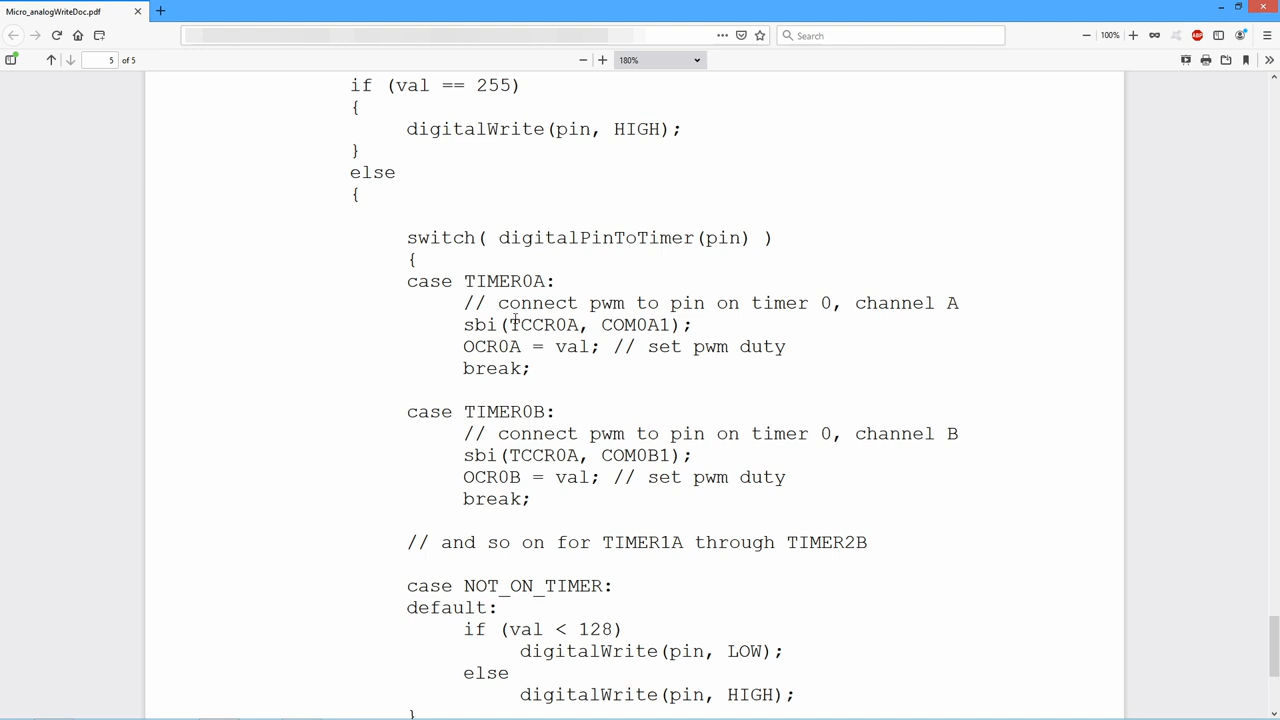 Micro_analogWriteDoc.pdf
Search
100%
5 of 5
180%
if (val == 255)
{
digitalWrite(pin, HIGH);
}
else
{
switch( digitalPinToTimer(pin) )
{
case TIMER0A:
// connect pwm to pin on timer 0, channel A
sbi(TCCR0A, COM0A1);
OCR0A = val; // set pwm duty
break;
case TIMER0B:
// connect pwm to pin on timer 0, channel B
sbi(TCCR0A, COM0B1);
OCR0B = val; // set pwm duty
break;
// and so on for TIMER1A through TIMER2B
case NOT_ON_TIMER:
default:
if (val < 128)
digitalWrite(pin, LOW);
else
digitalWrite(pin, HIGH);
}